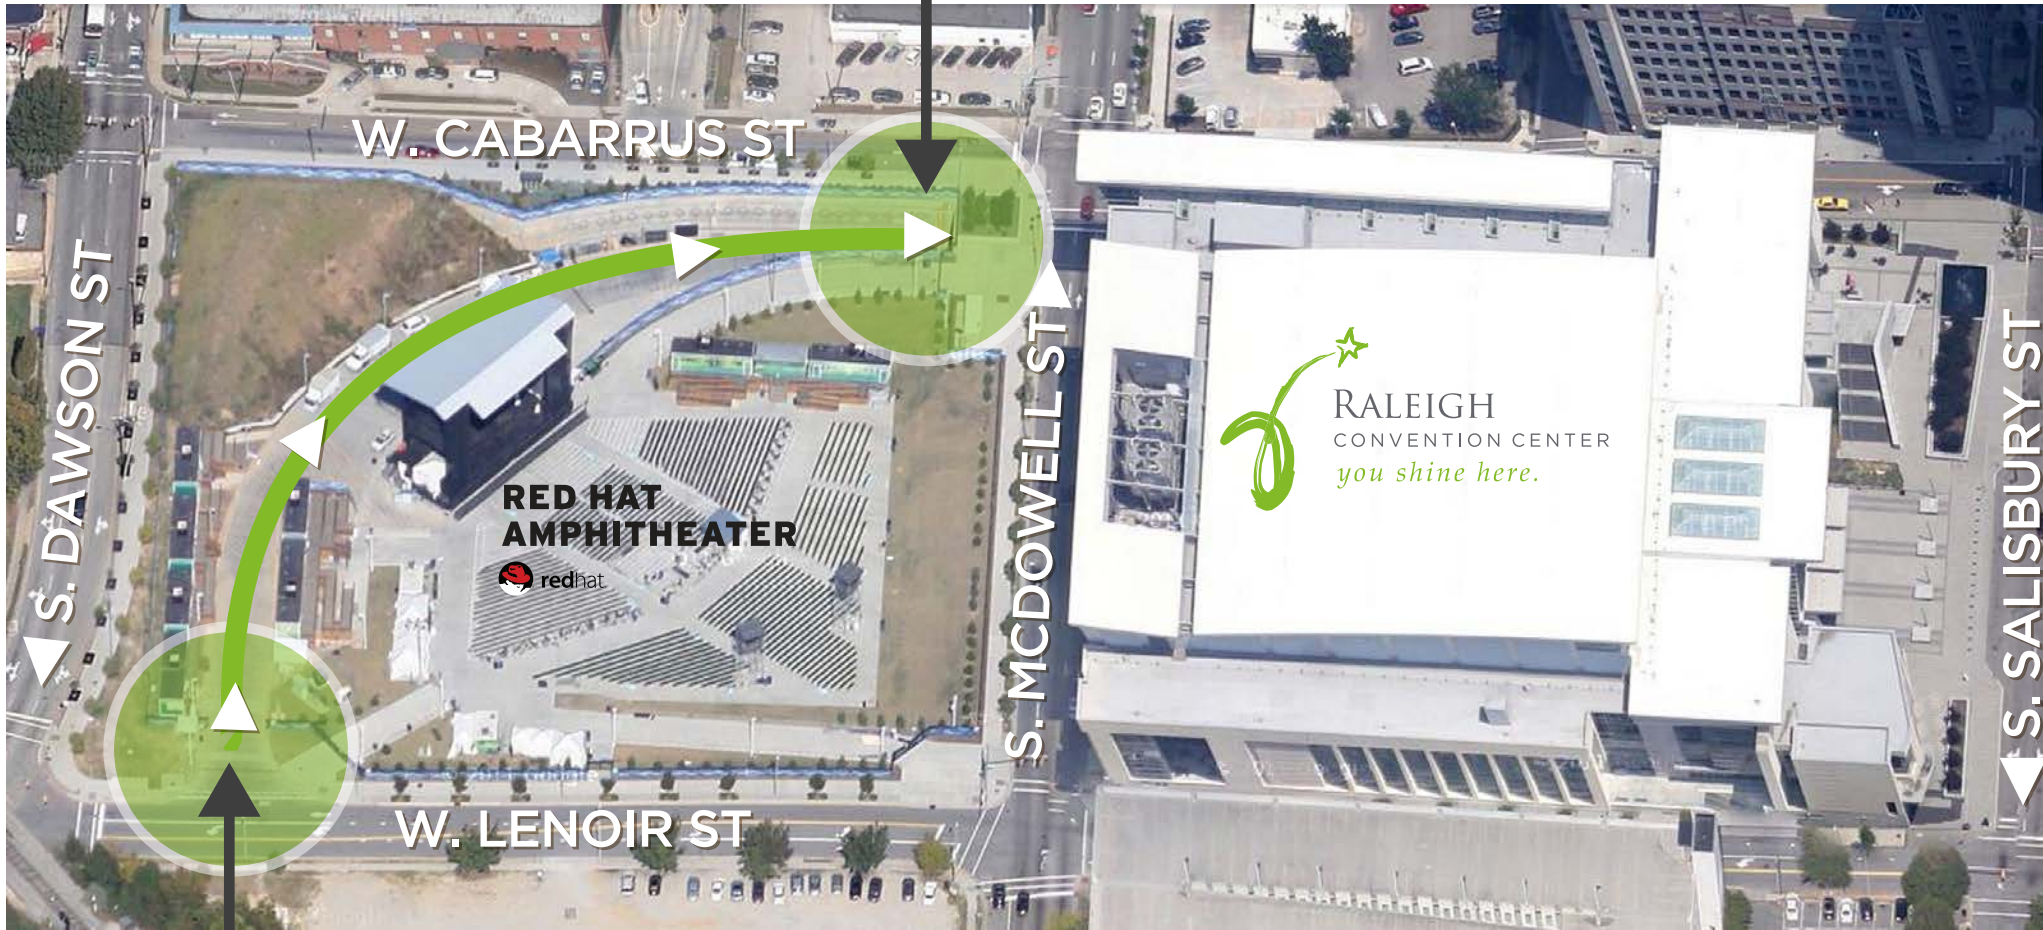 W. CABARRUS ST
S. DAWSON ST
RED HAT
AMPHITHEATER
redhat
S. MCDOWELL ST
RALEIGH
CONVENTION CENTER
you shine here.
S. SALISBURY ST
W. LENOIR ST